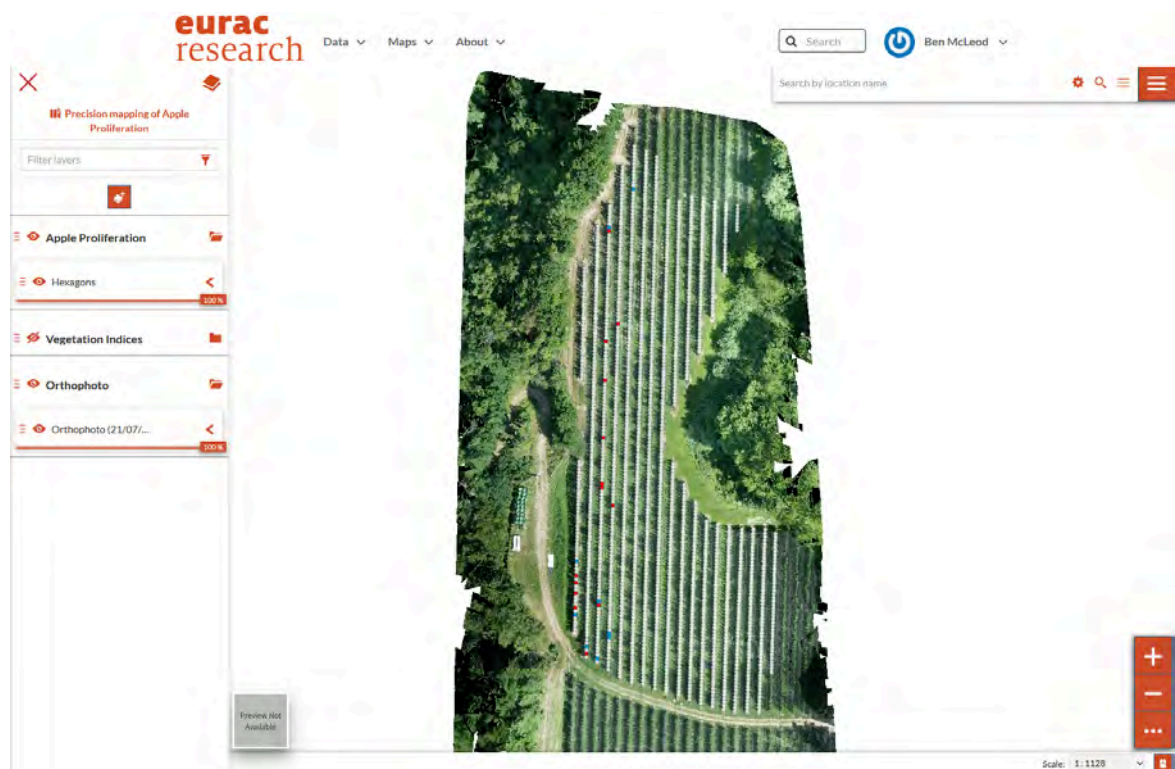 eurac
research
Data
Maps
About
Search
Ben McLeod
Search by location name
Precision mapping of Apple
Proliferation
Filter layers
Apple Proliferation
Hexagons
100 %
Vegetation Indices
Orthophoto
Orthophoto (21/07/...
100 %
Preview Not
Available
Scale: 1 : 1128